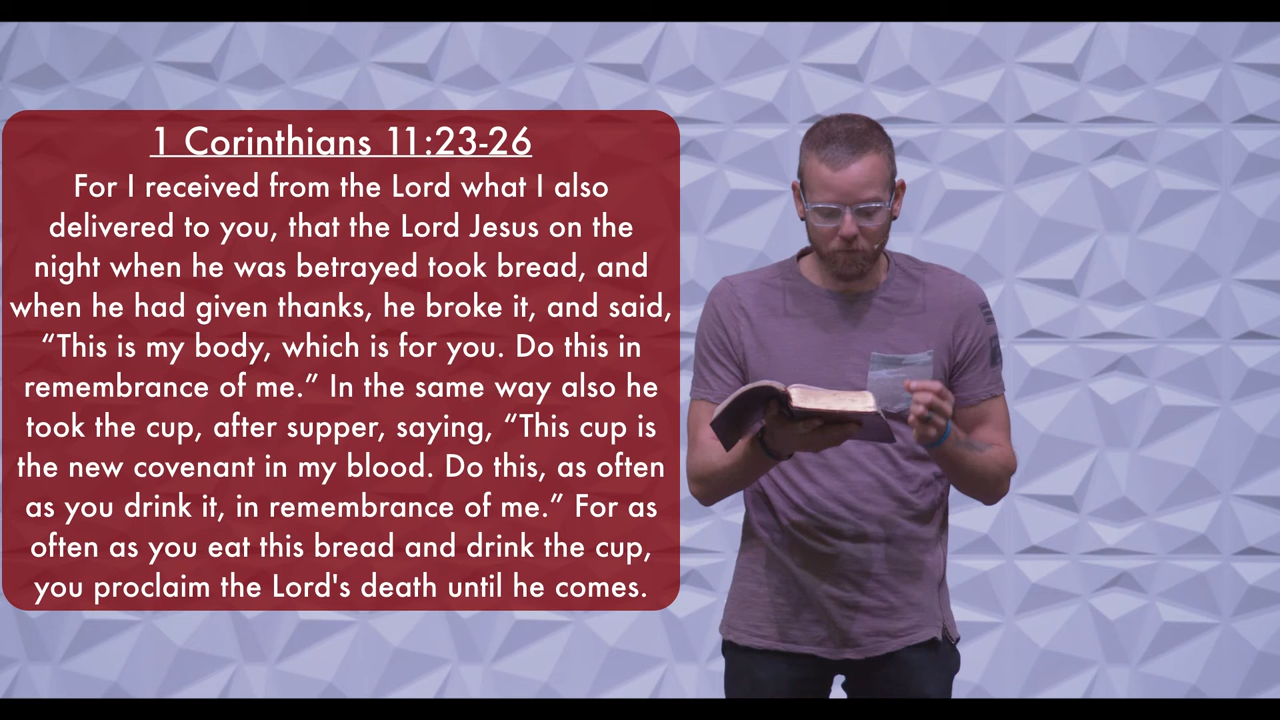 1 Corinthians 11:23-26
For I received from the Lord what I also
delivered to you, that the Lord Jesus on the
night when he was betrayed took bread, and
when he had given thanks, he broke it, and said,
“This is my body, which is for you. Do this in
remembrance of me.” In the same way also he
took the cup, after supper, saying, “This cup is
the new covenant in my blood. Do this, as often
as you drink it, in remembrance of me.” For as
often as you eat this bread and drink the cup,
you proclaim the Lord's death until he comes.